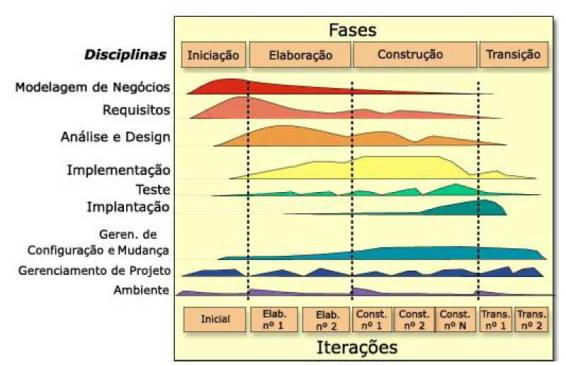 Fases
Disciplinas
Iniciação
Elaboração
Construção
Transição
Modelagem de Negócios
Requisitos
Análise e Design
Implementação
Teste
Implantação
Geren. de
Configuração e Mudança
Gerenciamento de Projeto
Ambiente
Inicial
Elab.
nº 1
Elab.
nº 2
Const.
nº 1
Const.
nº 2
Const.
nº N
Trans.
nº 1
Trans.
nº 2
Iterações